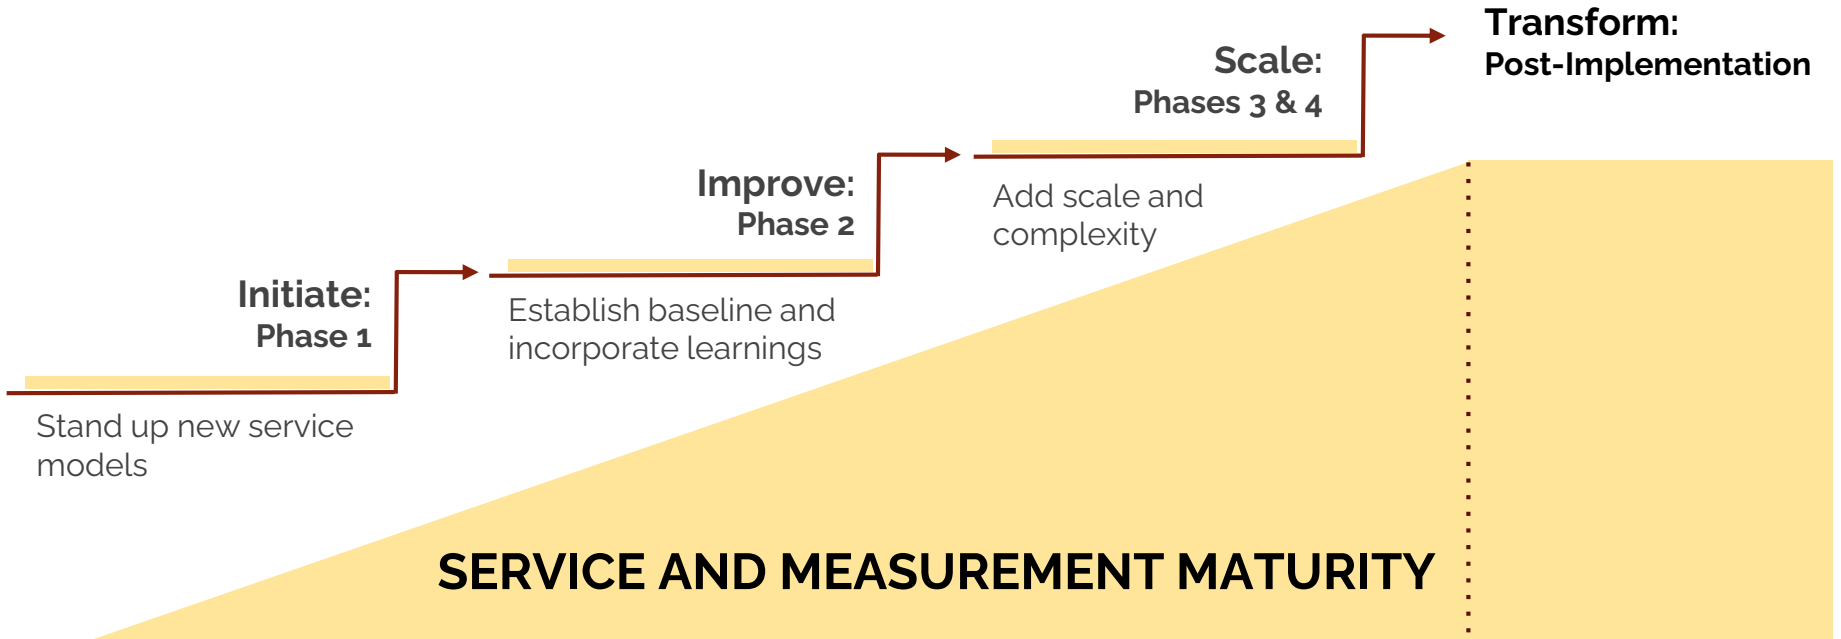 Initiate:
Phase 1
Stand up new service
models
Improve:
Phase 2
Establish baseline and
incorporate learnings
Scale:
Phases 3 & 4
Add scale and
complexity
Transform:
Post-Implementation
SERVICE AND MEASUREMENT MATURITY